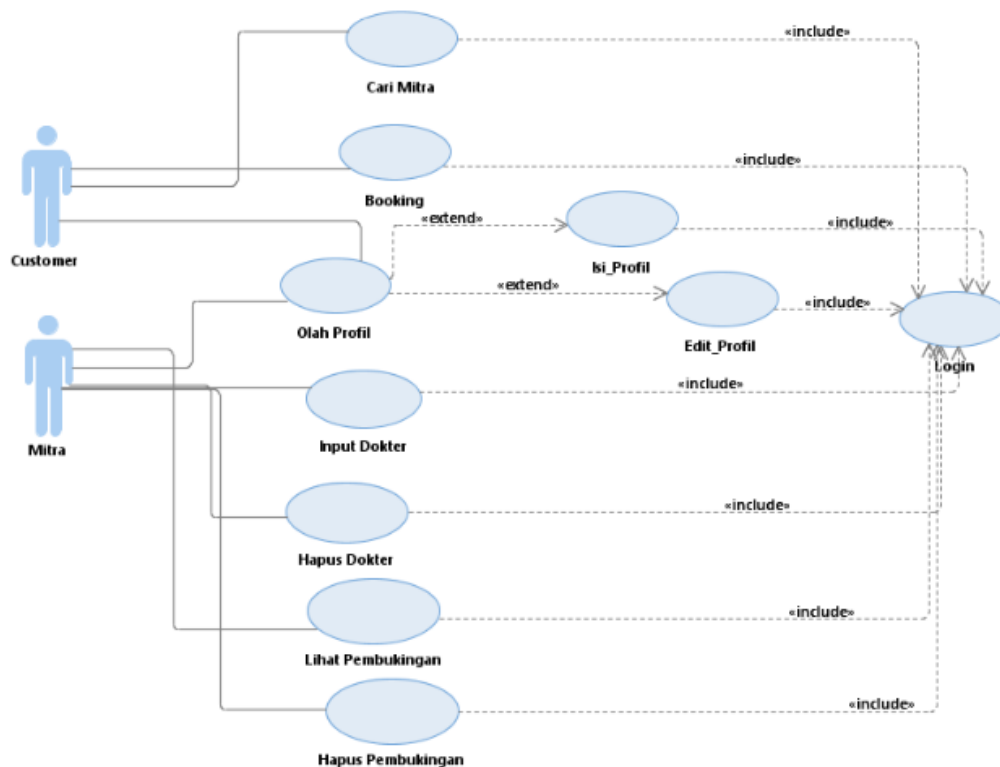 «include»
Cari Mitra
«include»
Booking
«extend»
«include»
Customer
Isi_Profil
«extend»
«include»
Olah Profil
Edit_Profil
Login
«include»
Mitra
Input Dokter
«include»
Hapus Dokter
«include»
Lihat Pembukingan
«include»
Hapus Pembukingan